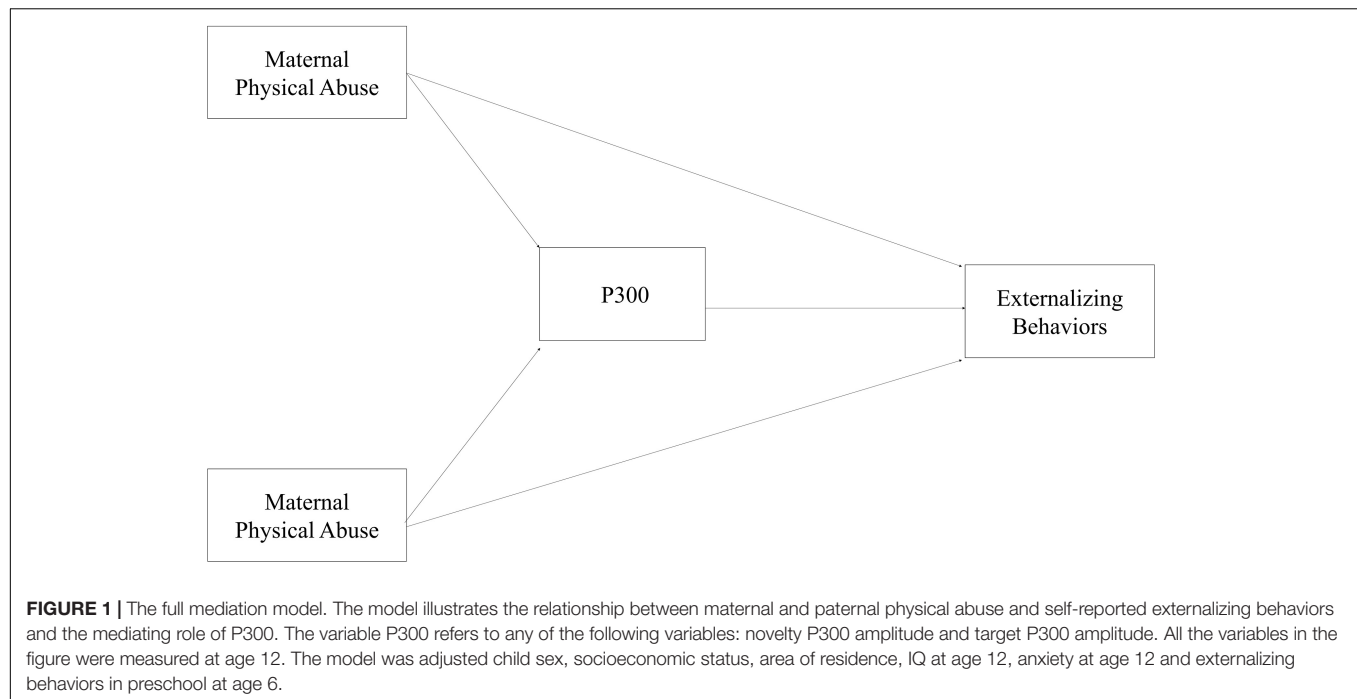 Maternal
Physical Abuse
P300
Externalizing
Behaviors
Maternal
Physical Abuse
FIGURE 1 | The full mediation model. The model illustrates the relationship between maternal and paternal physical abuse and self-reported externalizing behaviors
and the mediating role of P300. The variable P300 refers to any of the following variables: novelty P300 amplitude and target P300 amplitude. All the variables in the
figure were measured at age 12. The model was adjusted child sex, socioeconomic status, area of residence, IQ at age 12, anxiety at age 12 and externalizing
behaviors in preschool at age 6.